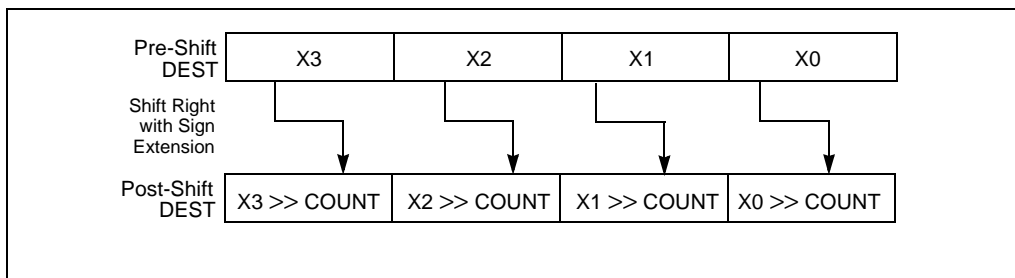 Pre-Shift
DEST
X3
X2
X1
X0
Shift Right
with Sign
Extension
Post-Shift
DEST
X3 >> COUNT
X2 >> COUNT
X1 >> COUNT
X0 >> COUNT